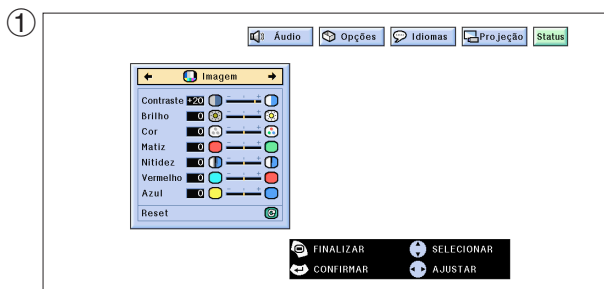 ①
Áudio Opções Idiomas Projeção Status
Imagem
Contraste +20
Brilho 0
Cor 0
Matiz 0
Nitidez 0
Vermelho 0
Azul 0
Reset
FINALIZAR SELECIONAR
CONFIRMAR AJUSTAR